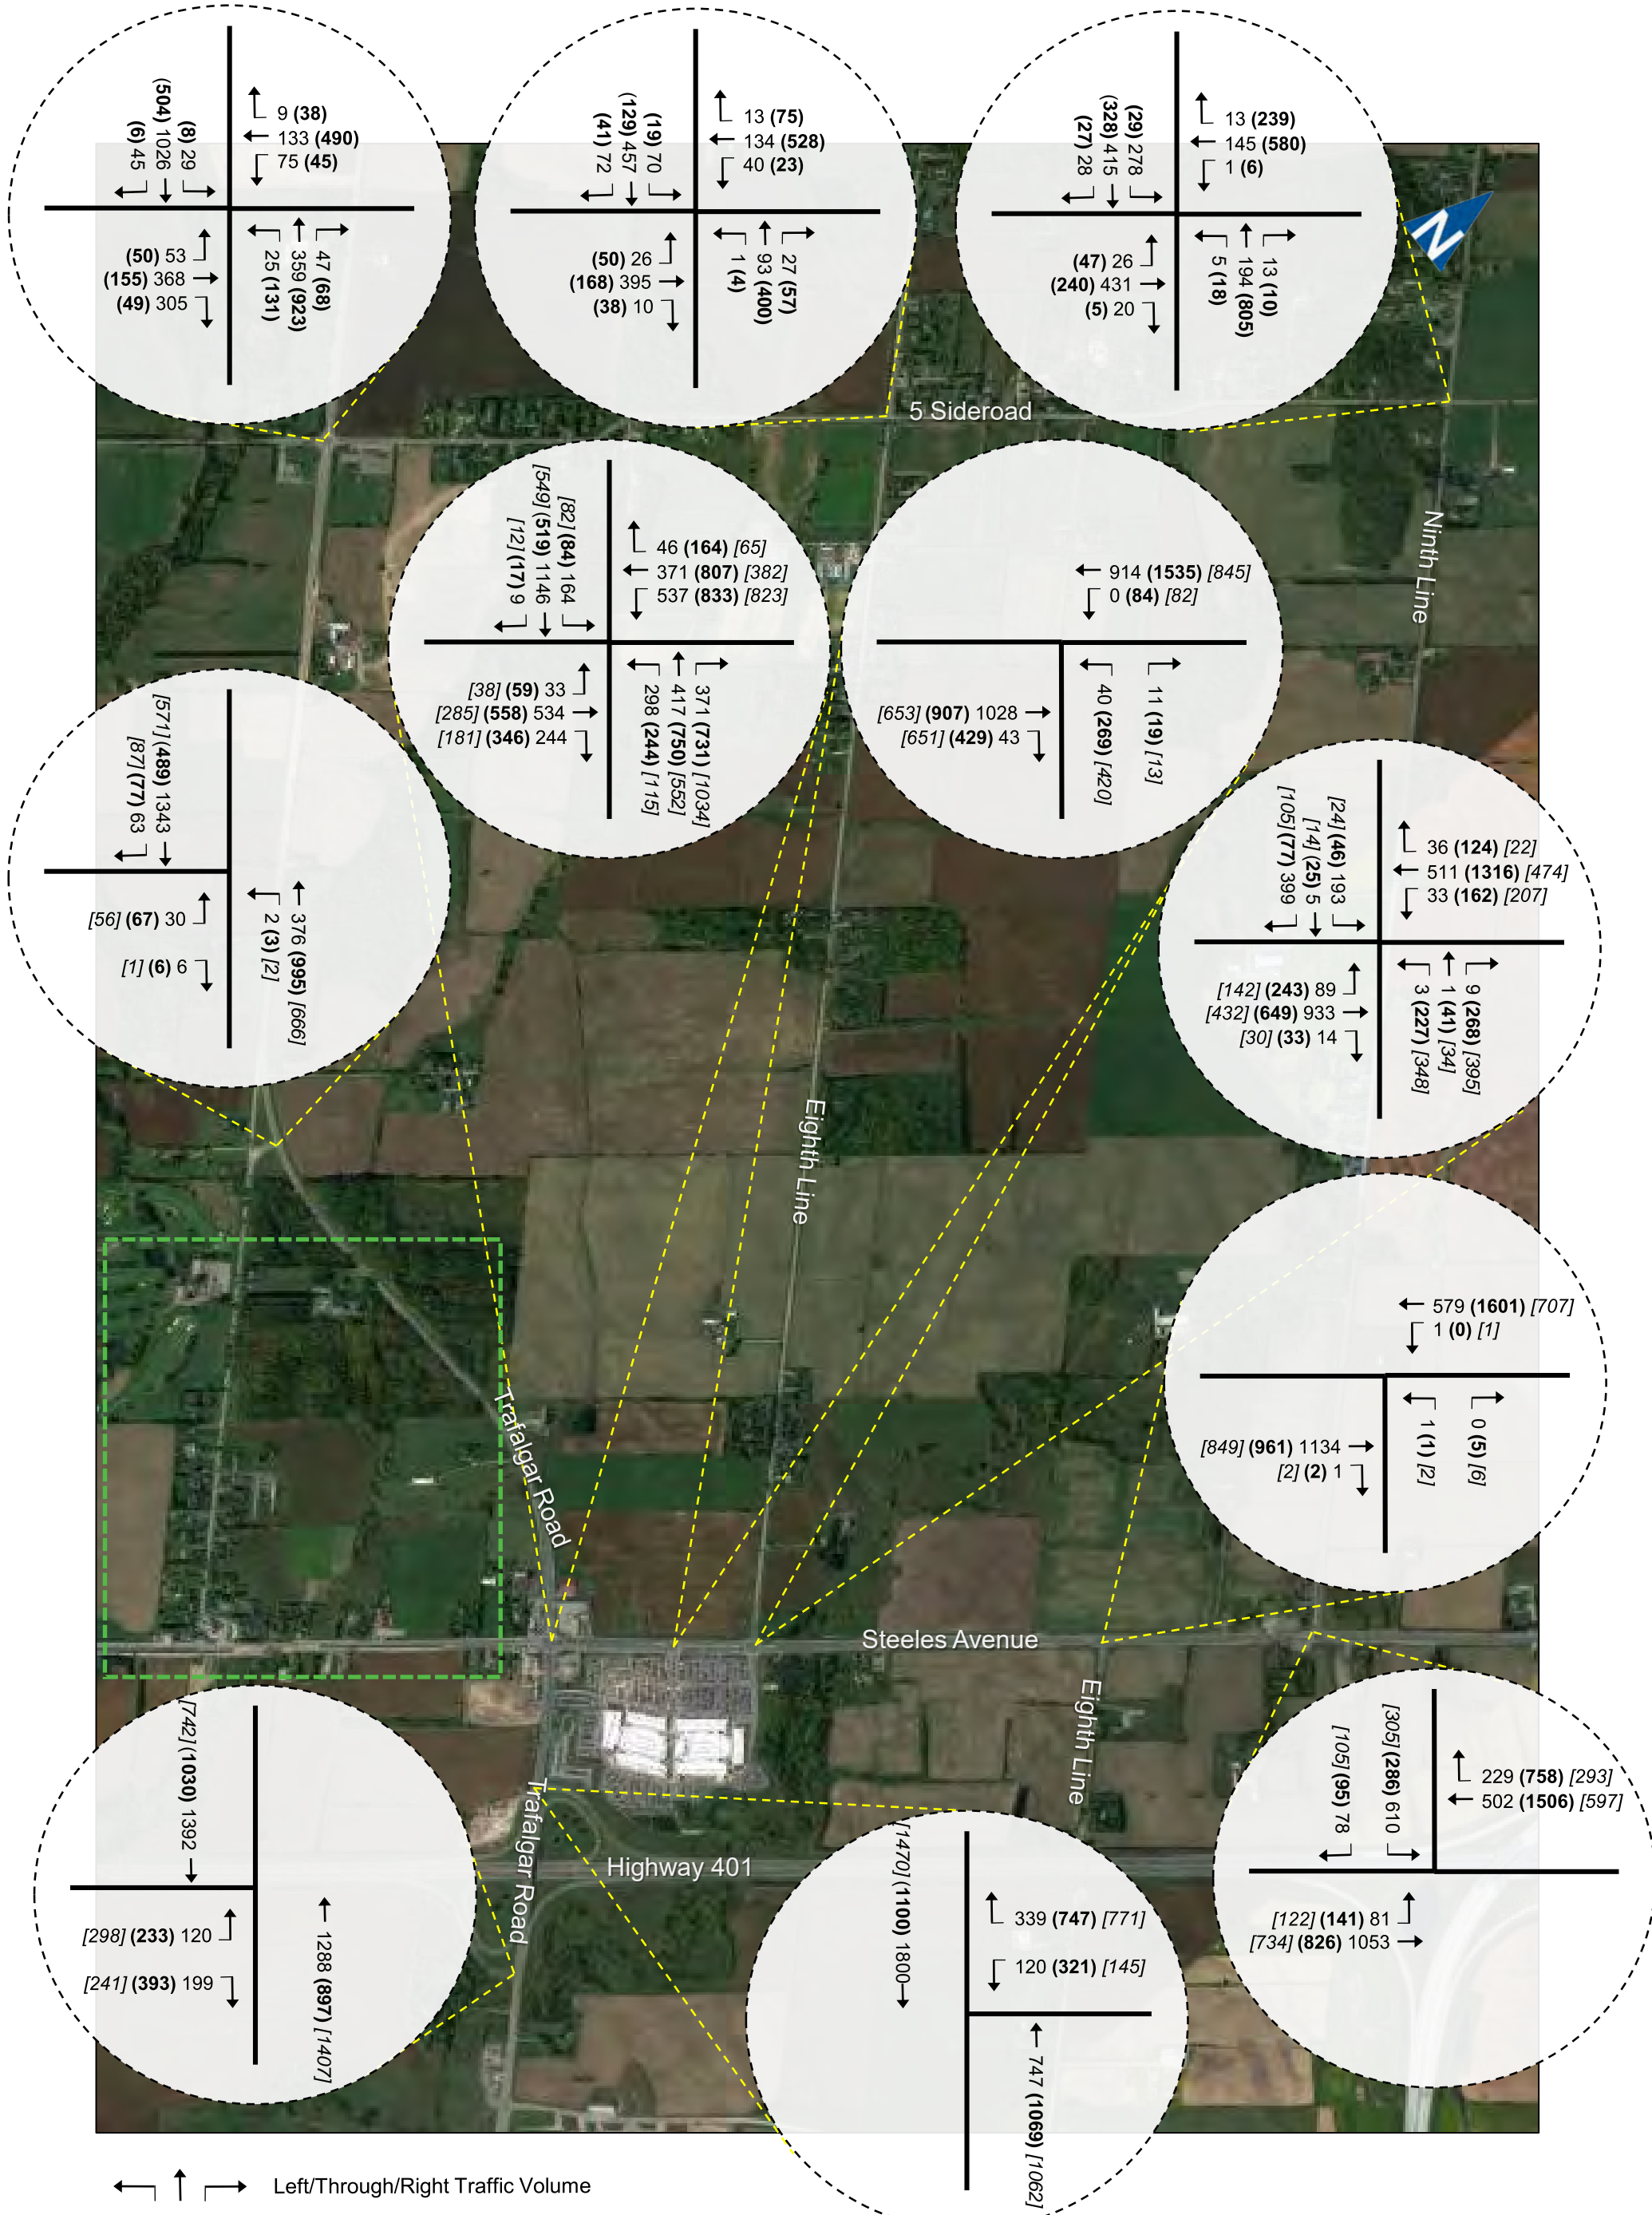 (504) 1026
(6) 45
(8) 29
9 (38)
133 (490)
75 (45)
(50) 53
(155) 368
(49) 305
25 (131)
359 (923)
47 (68)
(41) 72
(129) 457
(19) 70
13 (75)
134 (528)
40 (23)
(50) 26
(168) 395
(38) 10
1 (4)
93 (400)
27 (57)
(27) 28
(328) 415
(29) 278
13 (239)
145 (580)
1 (6)
(47) 26
(240) 431
(5) 20
5 (18)
194 (805)
13 (10)
N
5 Sideroad
Ninth Line
[12] (17) 9
[549] (519) 1146
[82] (84) 164
46 (164) [65]
371 (807) [382]
537 (833) [823]
[38] (59) 33
[285] (558) 534
[181] (346) 244
298 (244) [115]
417 (750) [552]
371 (731) [1034]
914 (1535) [845]
0 (84) [82]
[653] (907) 1028
[651] (429) 43
40 (269) [420]
11 (19) [13]
[87] (77) 63
[571] (489) 1343
[56] (67) 30
[1] (6) 6
2 (3) [2]
376 (995) [666]
[105] (77) 399
[14] (25) 5
[24] (46) 193
36 (124) [22]
511 (1316) [474]
33 (162) [207]
[142] (243) 89
[432] (649) 933
[30] (33) 14
3 (227) [348]
1 (41) [34]
9 (268) [395]
Eighth Line
579 (1601) [707]
1 (0) [1]
[849] (961) 1134
[2] (2) 1
1 (1) [2]
0 (5) [6]
Trafalgar Road
Steeles Avenue
Eighth Line
[742] (1030) 1392
[298] (233) 120
[241] (393) 199
1288 (897) [1407]
Trafalgar Road
Highway 401
[1470] (1100) 1800
339 (747) [771]
120 (321) [145]
747 (1069) [1062]
[105] (95) 78
[305] (286) 610
229 (758) [293]
502 (1506) [597]
[122] (141) 81
[734] (826) 1053
Left/Through/Right Traffic Volume